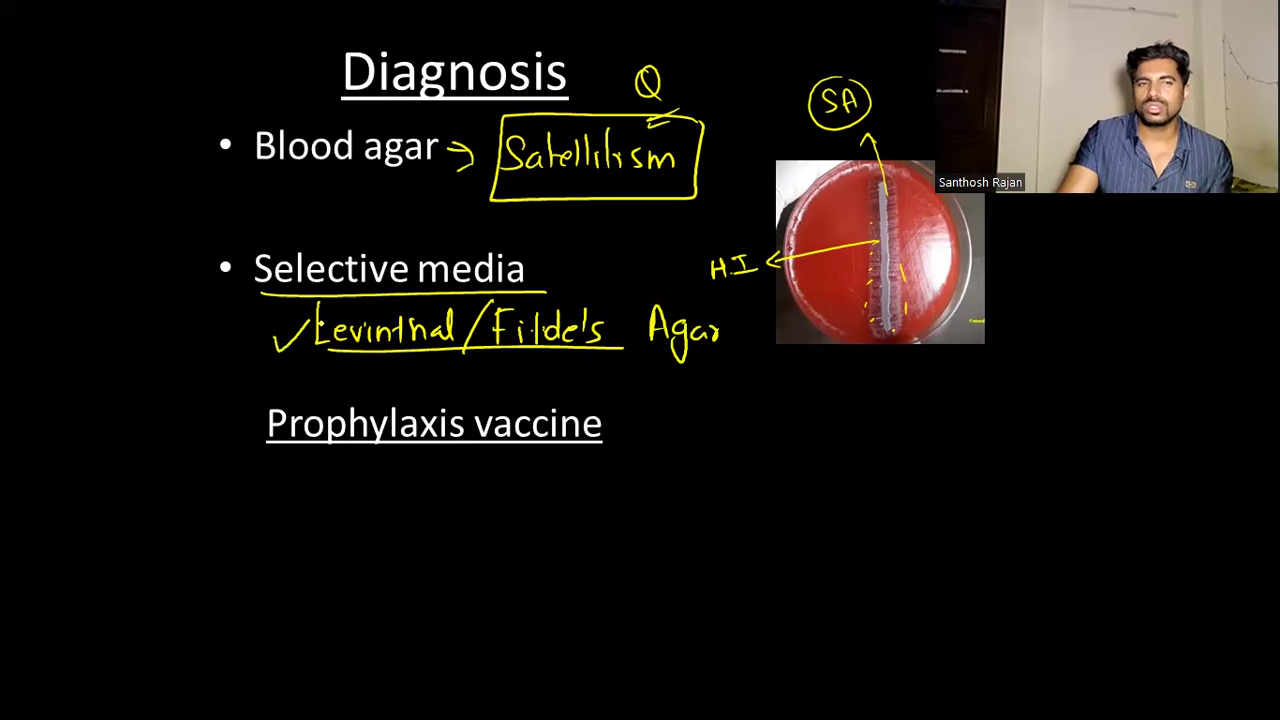 Diagnosis
Q
SA
• Blood agar → Satellitism
Santhosh Rajan
H.I
• Selective media
✓ Levinthal/Fildes Agar
Prophylaxis vaccine